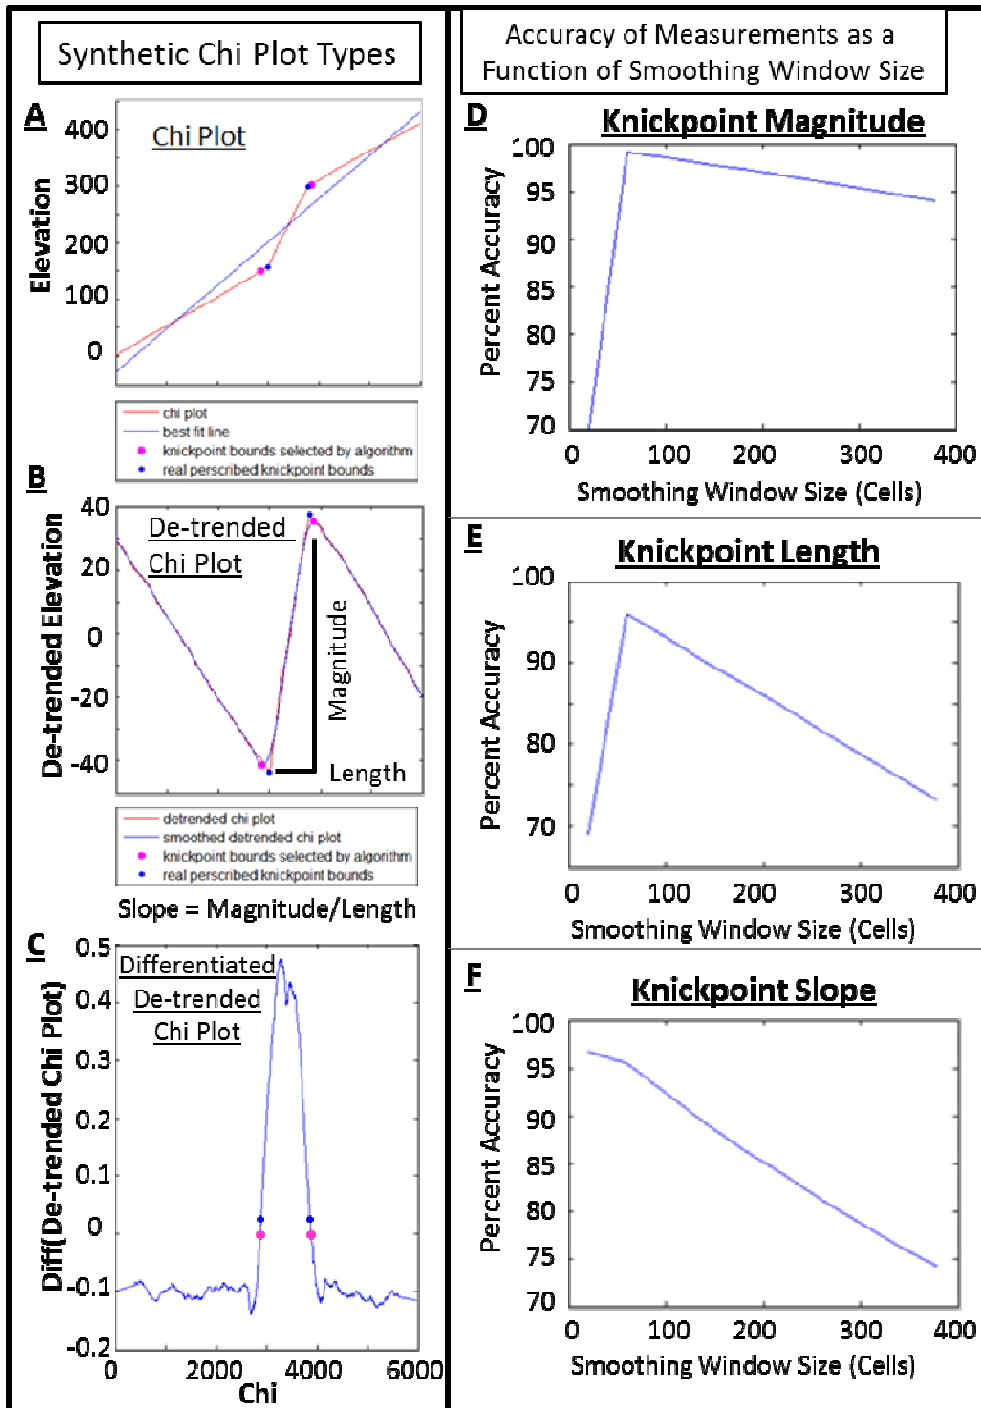 Synthetic Chi Plot Types
A
Chi Plot
Elevation
400
300
200
100
0
chi plot
best fit line
knickpoint bounds selected by algorithm
real perscribed knickpoint bounds
B
De-trended
Chi Plot
De-trended Elevation
40
20
0
-20
-40
Magnitude
Length
detrended chi plot
smoothed detrended chi plot
knickpoint bounds selected by algorithm
real perscribed knickpoint bounds
Slope = Magnitude/Length
C
Differentiated
De-trended
Chi Plot
Diff(De-trended Chi Plot)
0.5
0.4
0.3
0.2
0.1
0
-0.1
-0.2
0 2000 4000 6000
Chi
Accuracy of Measurements as a
Function of Smoothing Window Size
D
Knickpoint Magnitude
Percent Accuracy
100
95
90
85
80
75
70
0 100 200 300 400
Smoothing Window Size (Cells)
E
Knickpoint Length
Percent Accuracy
100
90
80
70
0 100 200 300 400
Smoothing Window Size (Cells)
F
Knickpoint Slope
Percent Accuracy
100
95
90
85
80
75
70
0 100 200 300 400
Smoothing Window Size (Cells)